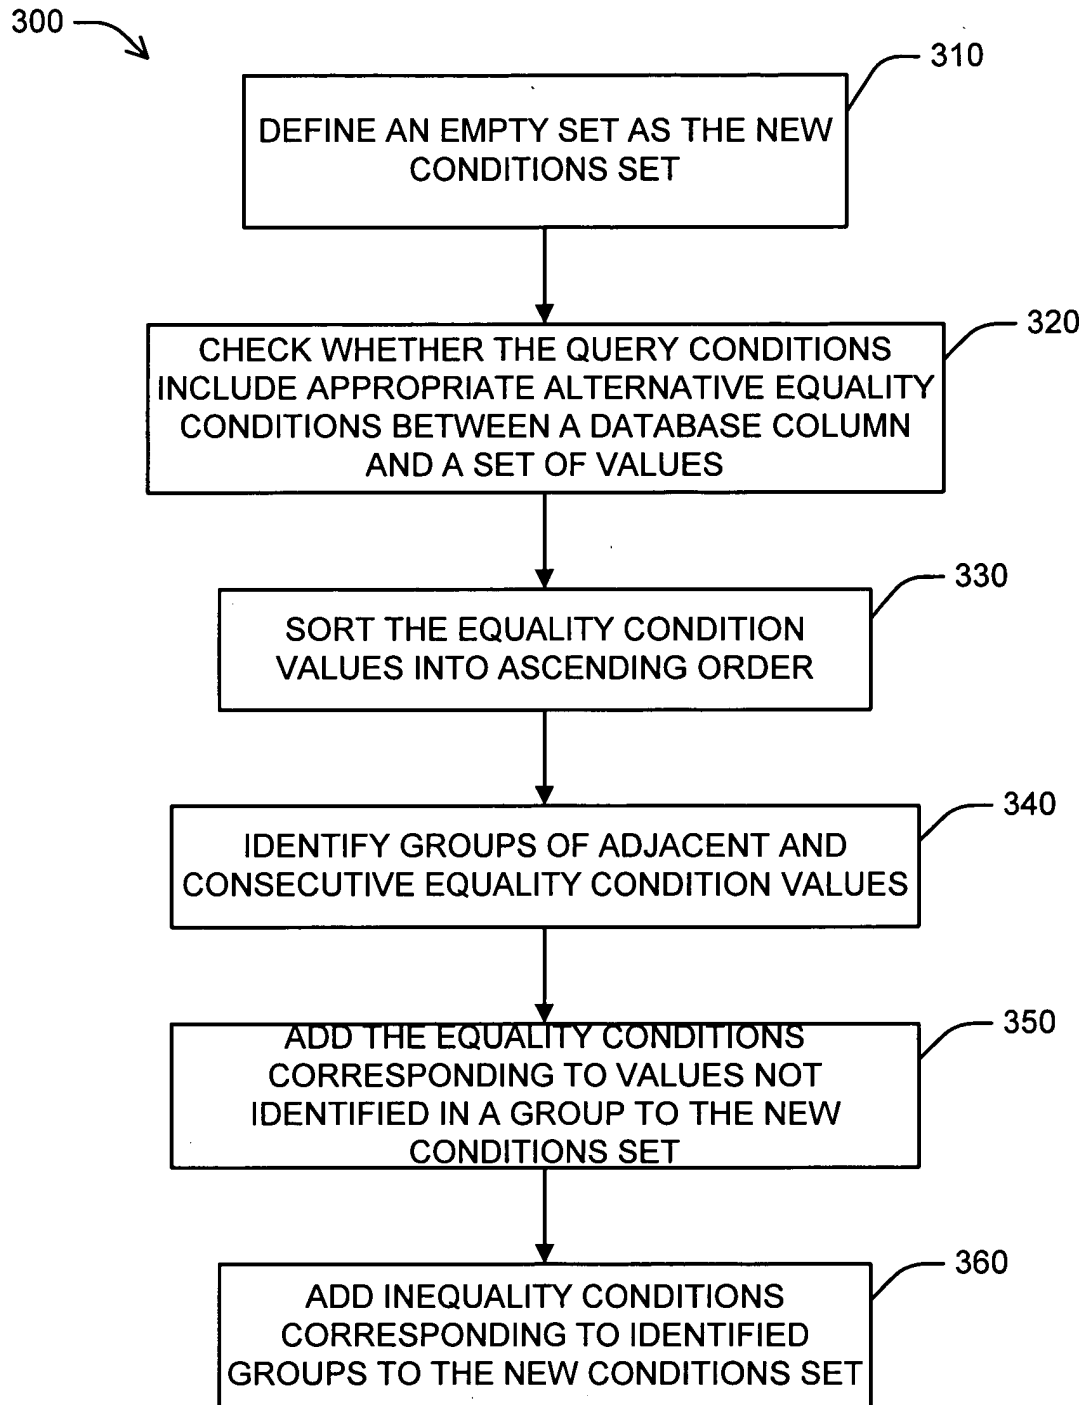 300
310
DEFINE AN EMPTY SET AS THE NEW
CONDITIONS SET
320
CHECK WHETHER THE QUERY CONDITIONS
INCLUDE APPROPRIATE ALTERNATIVE EQUALITY
CONDITIONS BETWEEN A DATABASE COLUMN
AND A SET OF VALUES
330
SORT THE EQUALITY CONDITION
VALUES INTO ASCENDING ORDER
340
IDENTIFY GROUPS OF ADJACENT AND
CONSECUTIVE EQUALITY CONDITION VALUES
350
ADD THE EQUALITY CONDITIONS
CORRESPONDING TO VALUES NOT
IDENTIFIED IN A GROUP TO THE NEW
CONDITIONS SET
360
ADD INEQUALITY CONDITIONS
CORRESPONDING TO IDENTIFIED
GROUPS TO THE NEW CONDITIONS SET